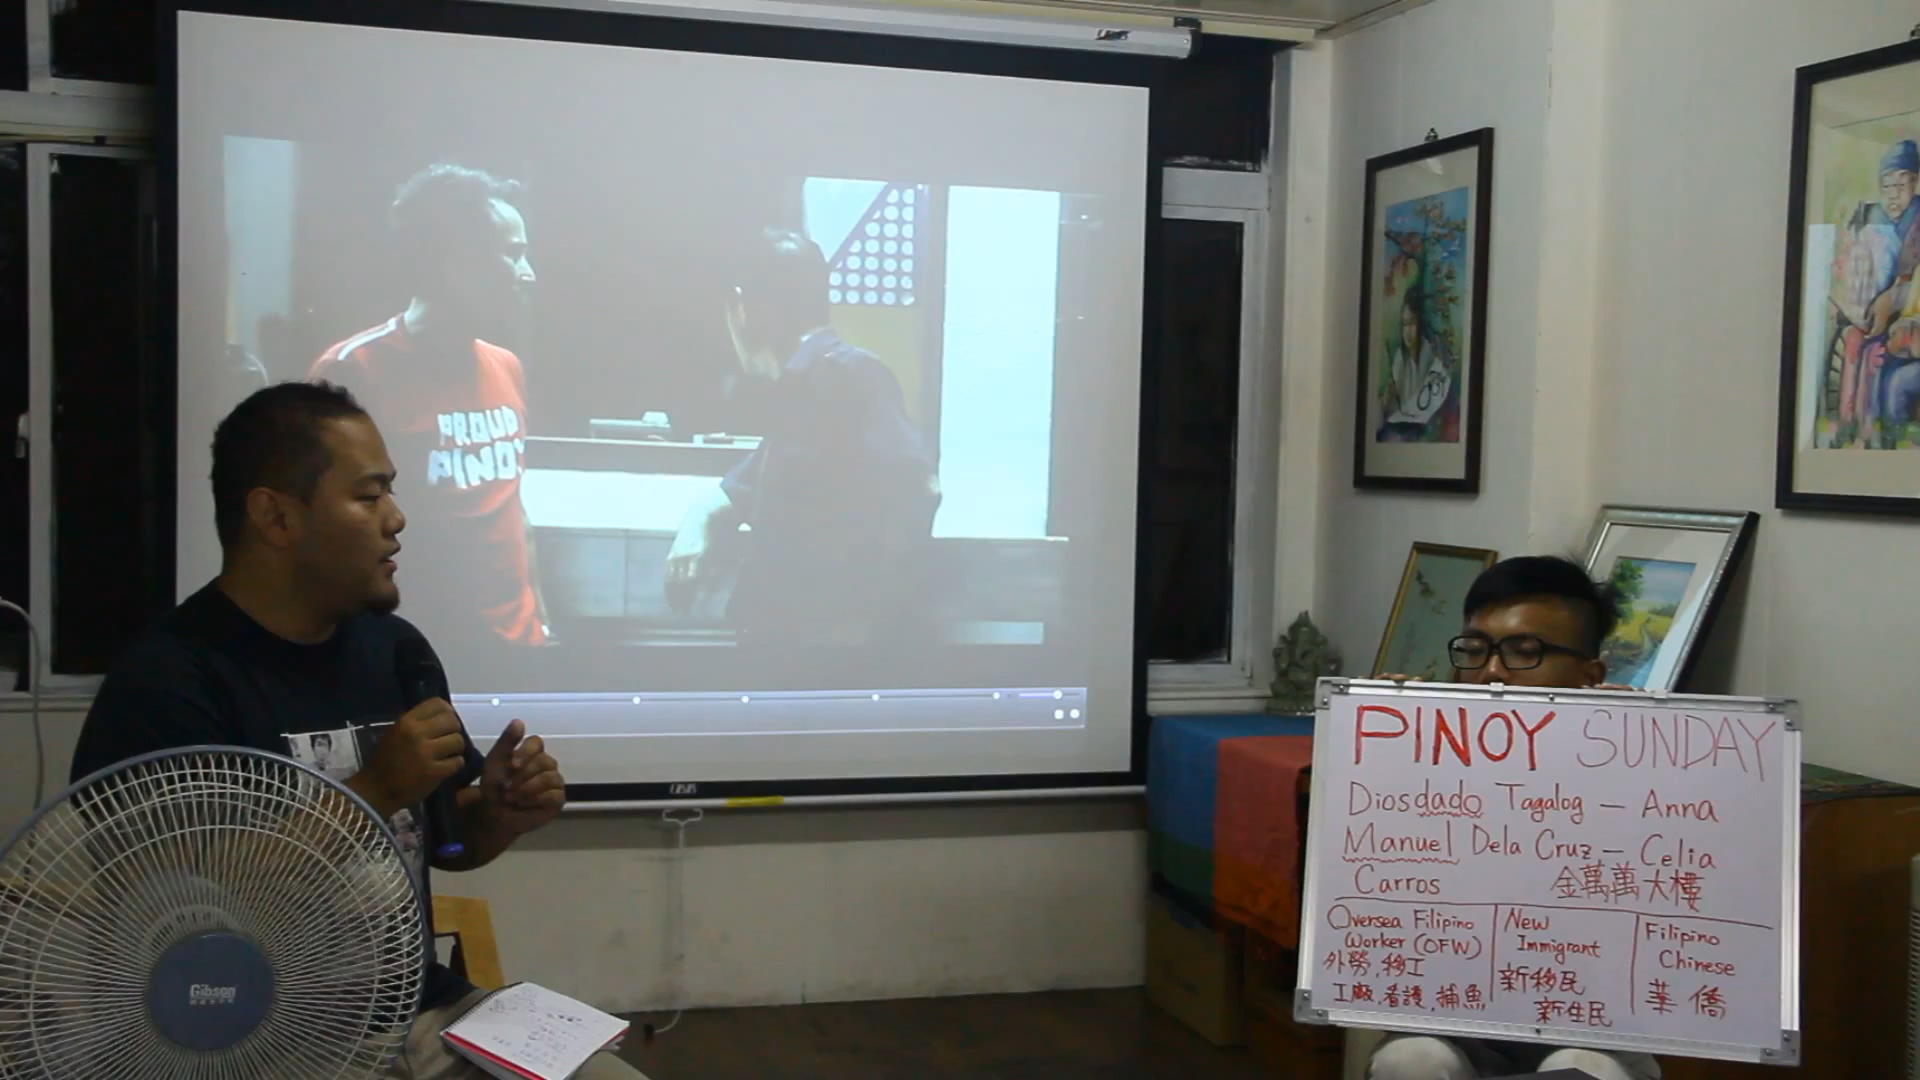 PROUD
PINOY
Gibson
PINOY SUNDAY
Diosdado Tagalog — Anna
Manuel Dela Cruz — Celia
Carros 金萬萬大樓
Oversea Filipino
Worker (OFW)
外勞,移工
工廠,看護,捕魚
New
Immigrant
新移民
新住民
Filipino
Chinese
華僑